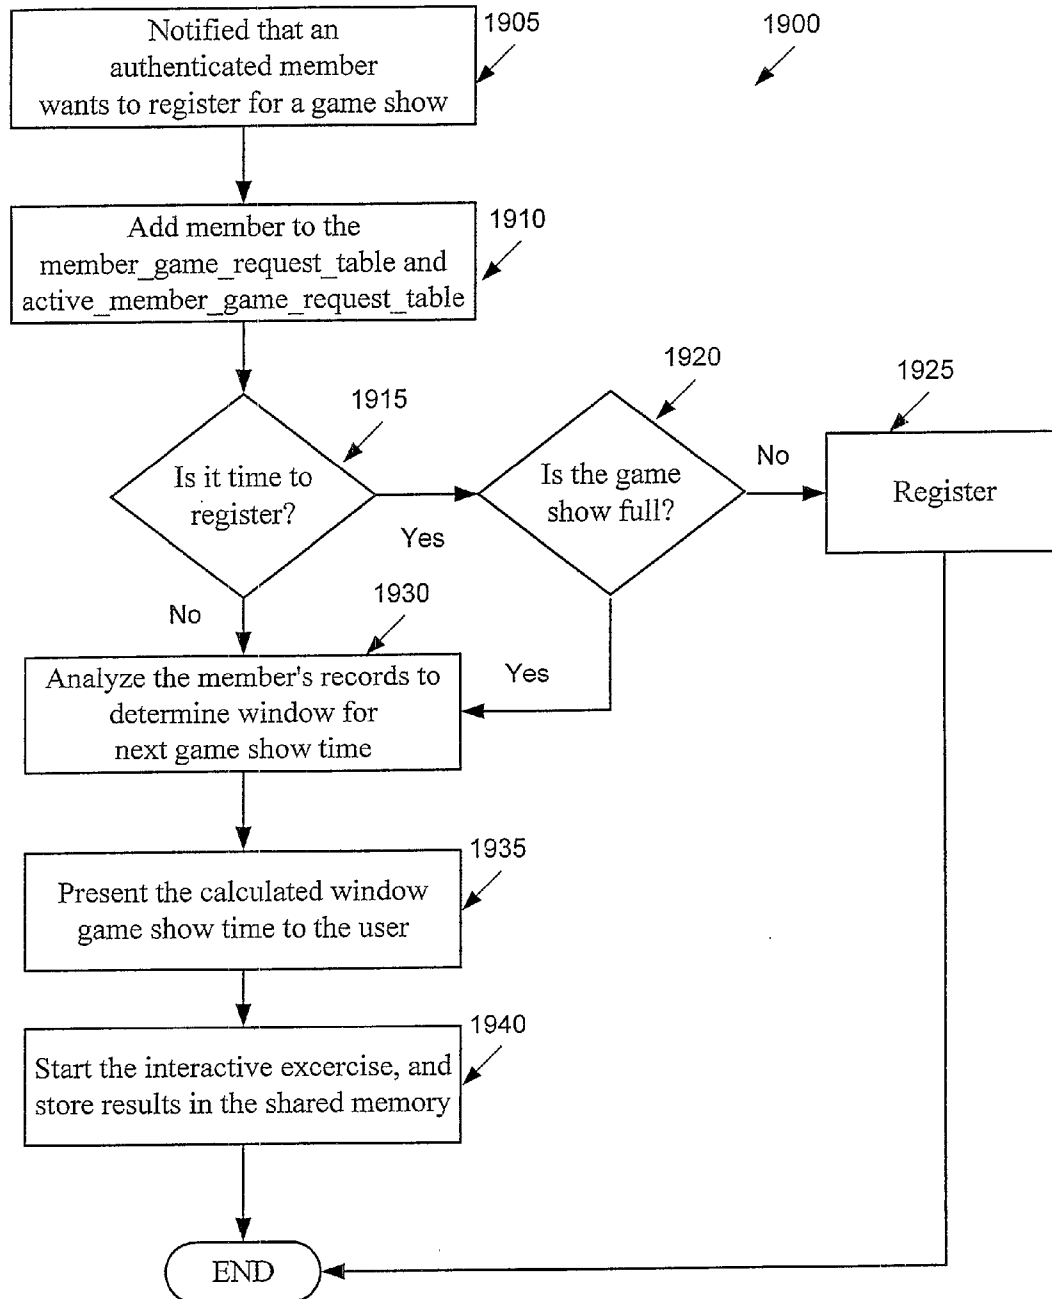 Notified that an
authenticated member
wants to register for a game show
1905
1900
Add member to the
member_game_request_table and
active_member_game_request_table
1910
Is it time to
register?
1915
Yes
No
Is the game
show full?
1920
No
Yes
Register
1925
1930
Analyze the member's records to
determine window for
next game show time
1935
Present the calculated window
game show time to the user
1940
Start the interactive excercise, and
store results in the shared memory
END